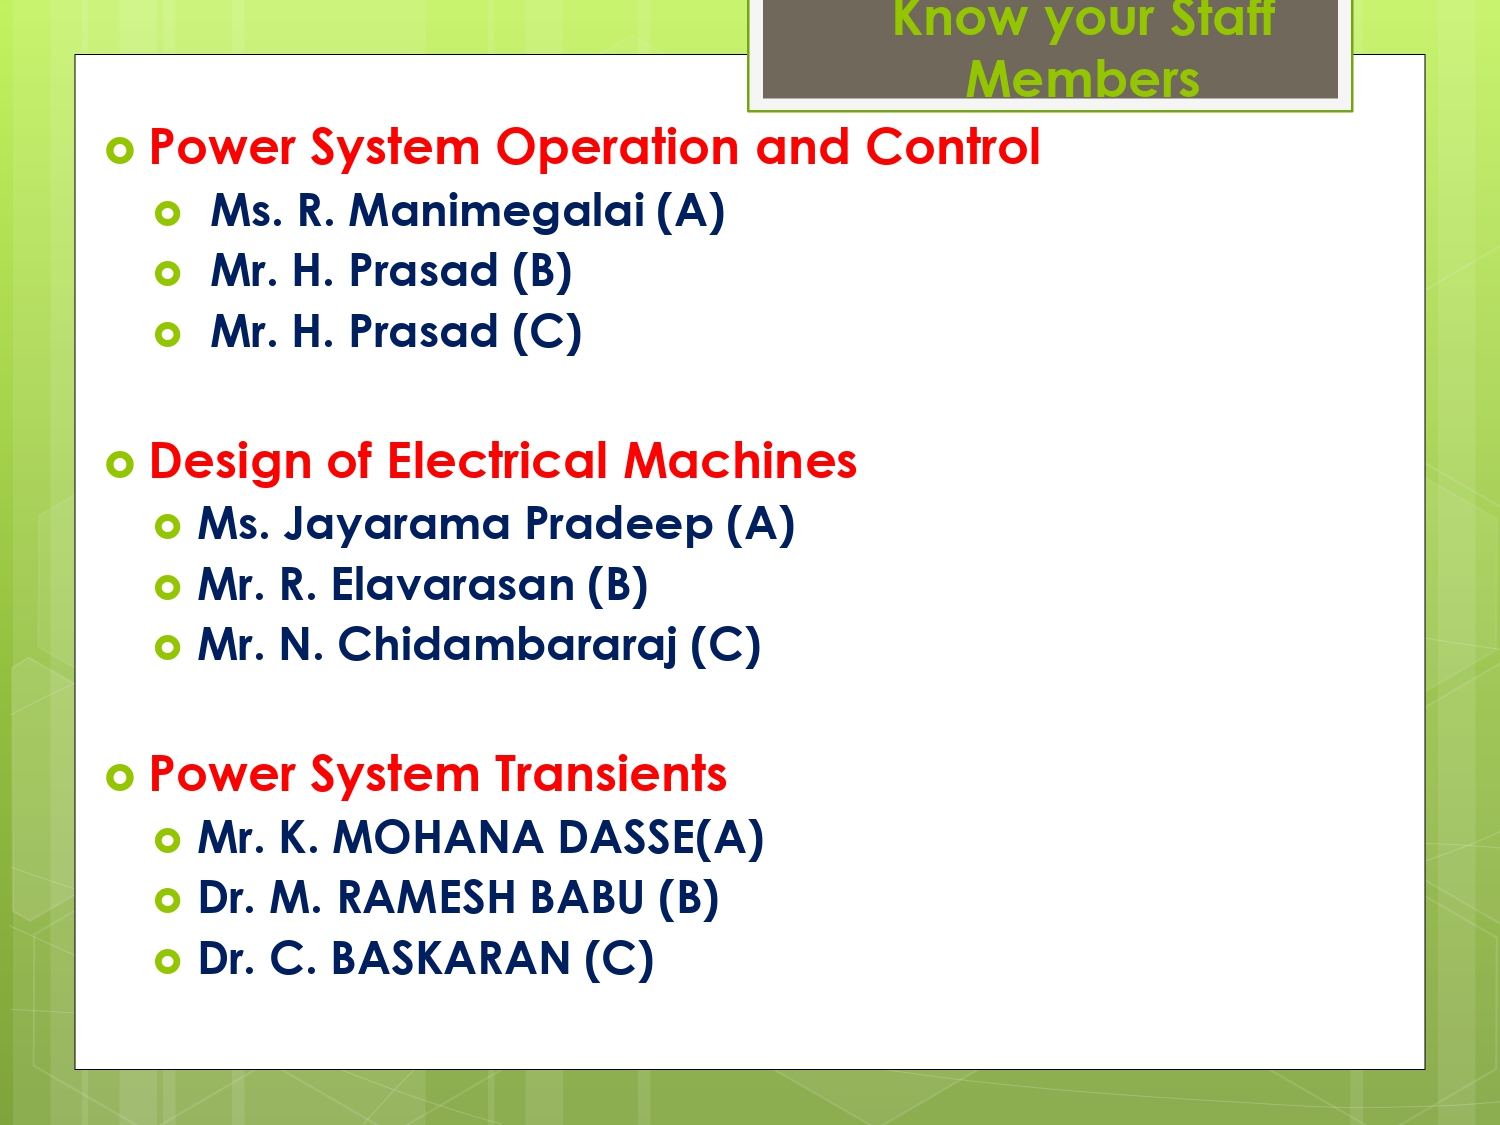 Know your Staff
Members
Power System Operation and Control
Ms. R. Manimegalai (A)
Mr. H. Prasad (B)
Mr. H. Prasad (C)
Design of Electrical Machines
Ms. Jayarama Pradeep (A)
Mr. R. Elavarasan (B)
Mr. N. Chidambararaj (C)
Power System Transients
Mr. K. MOHANA DASSE(A)
Dr. M. RAMESH BABU (B)
Dr. C. BASKARAN (C)